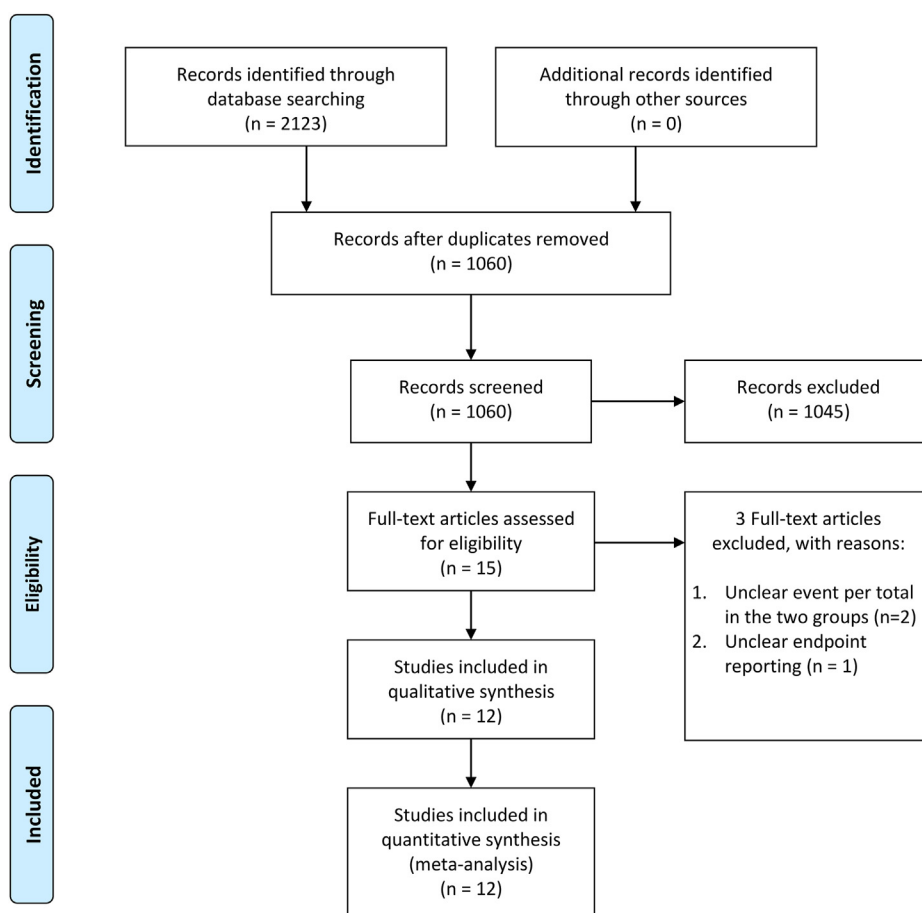 Identification
Records identified through
database searching
(n = 2123)
Additional records identified
through other sources
(n = 0)
Records after duplicates removed
(n = 1060)
Screening
Records screened
(n = 1060)
Records excluded
(n = 1045)
Eligibility
Full-text articles assessed
for eligibility
(n = 15)
3 Full-text articles
excluded, with reasons:
1. Unclear event per total
in the two groups (n=2)
2. Unclear endpoint
reporting (n = 1)
Studies included in
qualitative synthesis
(n = 12)
Included
Studies included in
quantitative synthesis
(meta-analysis)
(n = 12)